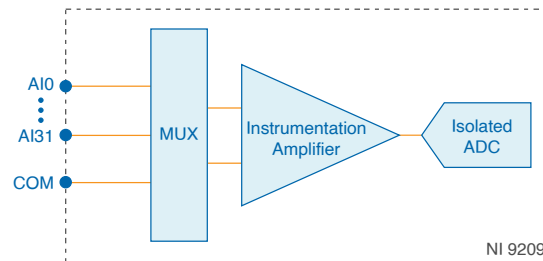 AI0
AI31
COM
MUX
Instrumentation
Amplifier
Isolated
ADC
NI 9209